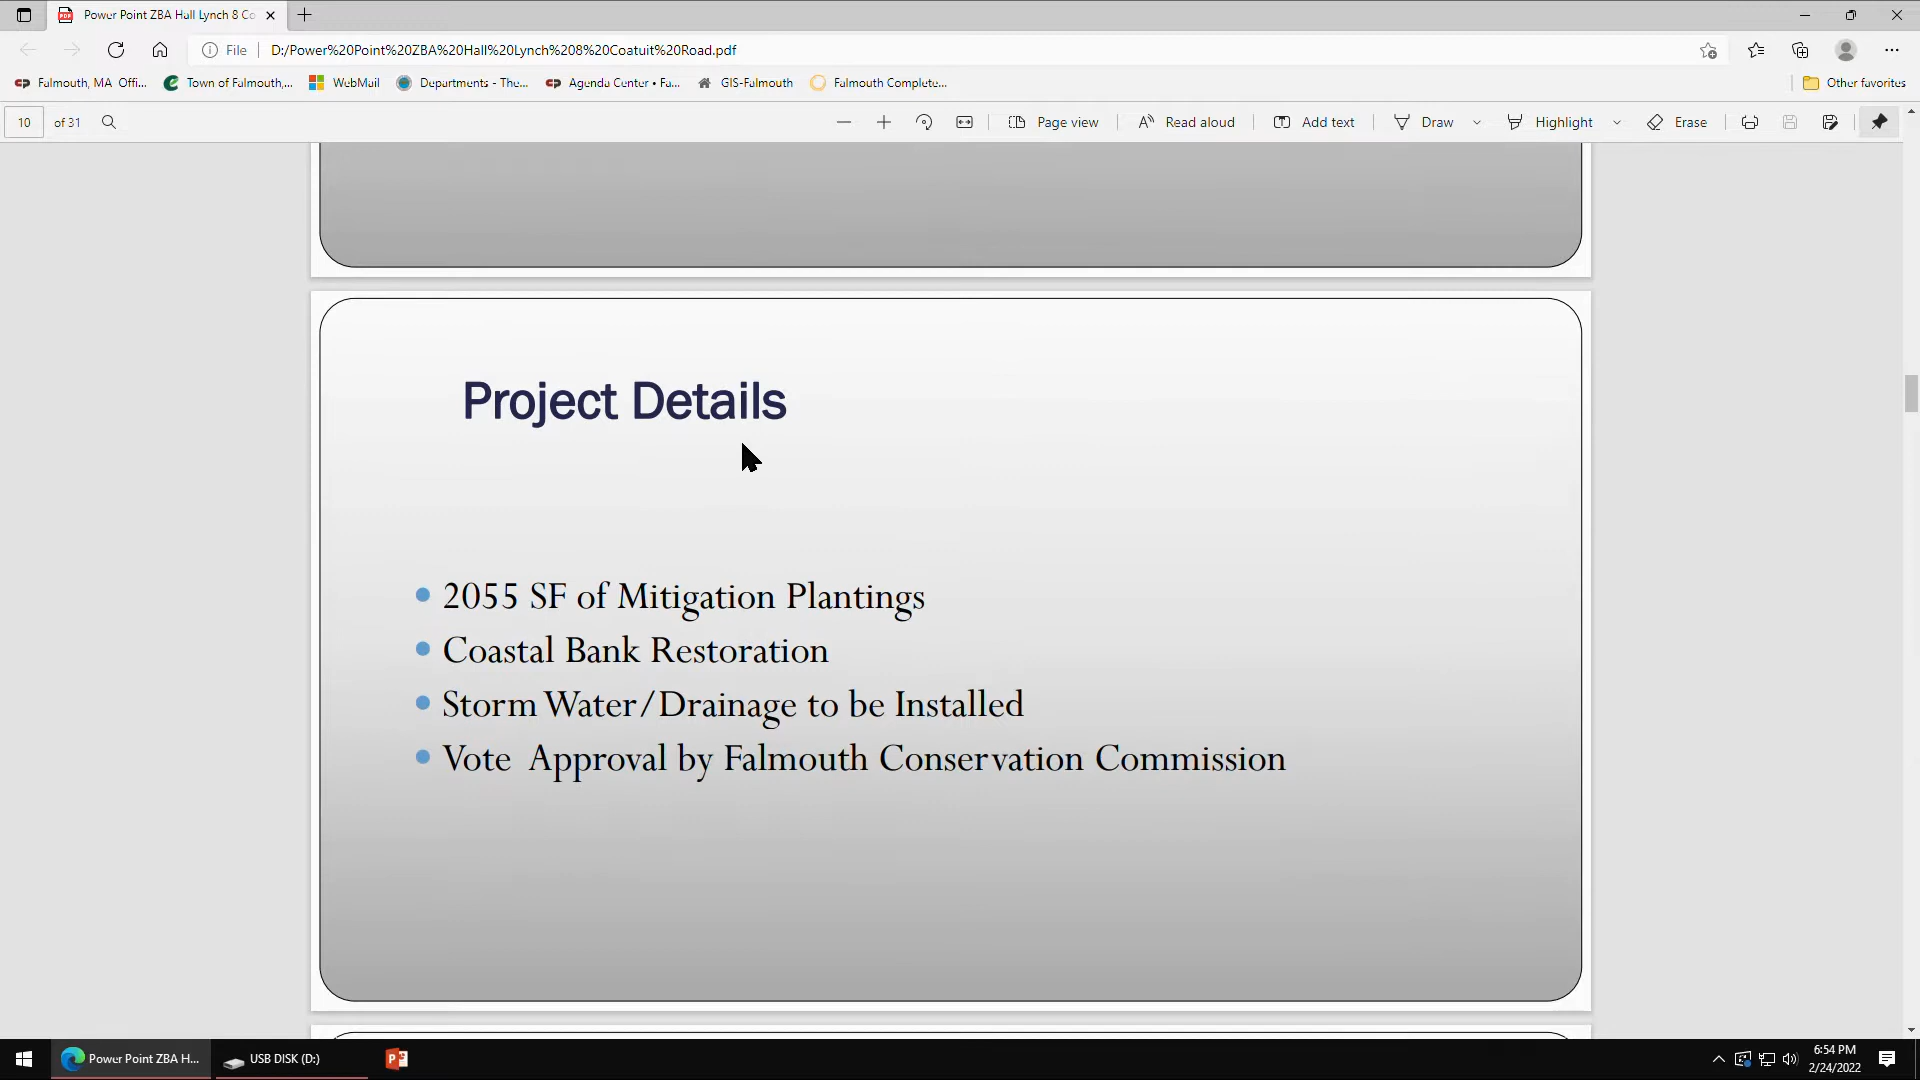 Power Point ZBA Hall Lynch 8 Co
File D:/Power%20Point%20ZBA%20Hall%20Lynch%208%20Coatuit%20Road.pdf
Falmouth, MA Offi... Town of Falmouth,... WebMail Departments - The... Agenda Center • Fa... GIS-Falmouth Falmouth Complete... Other favorites
10 of 31 Page view Read aloud Add text Draw Highlight Erase
Project Details
• 2055 SF of Mitigation Plantings
• Coastal Bank Restoration
• Storm Water/Drainage to be Installed
• Vote Approval by Falmouth Conservation Commission
Power Point ZBA H... USB DISK (D:)
6:54 PM
2/24/2022